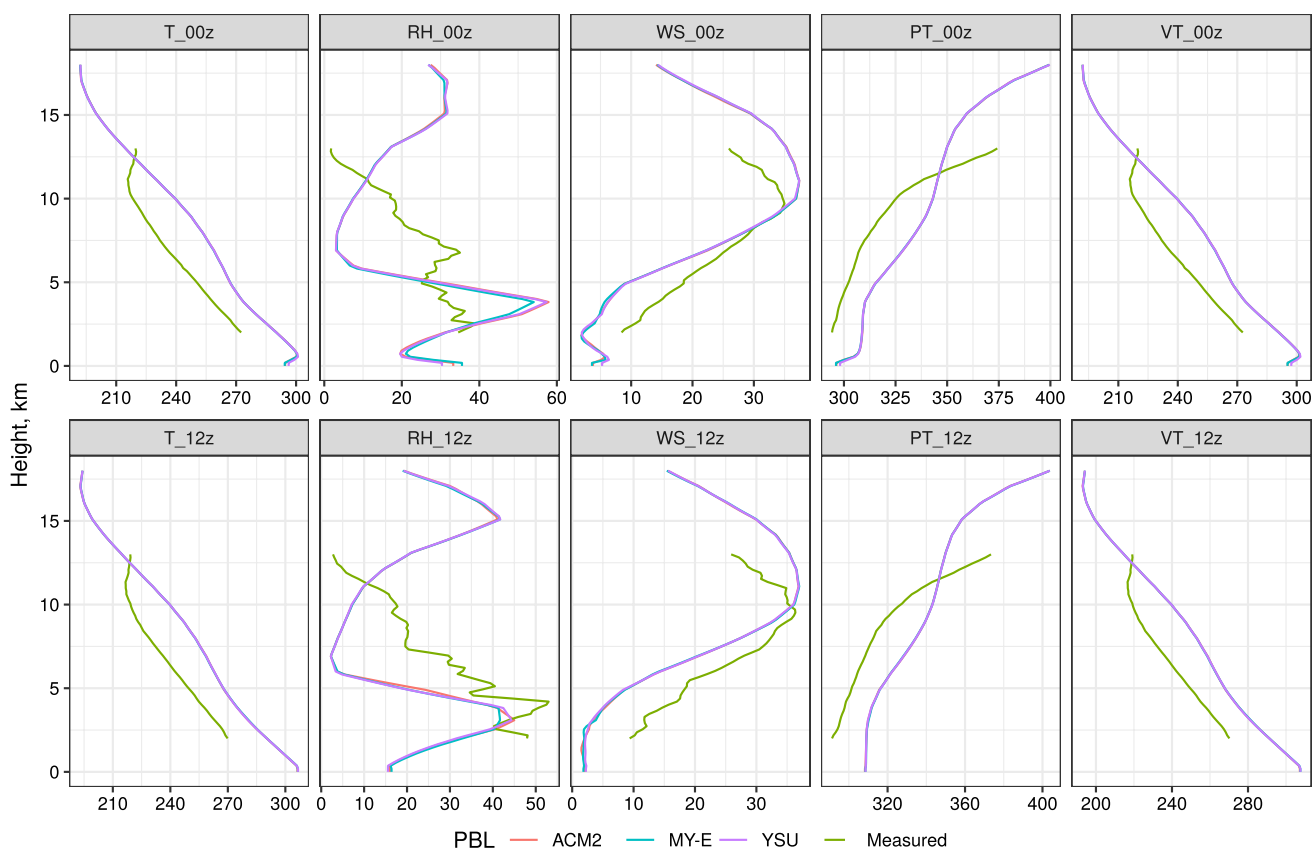 T_00z RH_00z WS_00z PT_00z VT_00z
15
10
5
0
210 240 270 300 0 20 40 60 10 20 30 300 325 350 375 400 210 240 270 300
Height, km
T_12z RH_12z WS_12z PT_12z VT_12z
15
10
5
0
210 240 270 300 0 10 20 30 40 50 0 10 20 30 320 360 400 200 240 280
PBL ACM2 MY-E YSU Measured